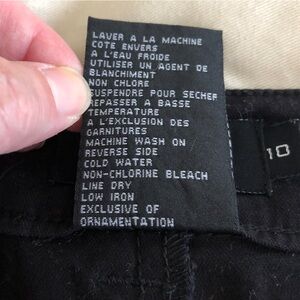 LAVER A LA MACHINE
COTE ENVERS
A L'EAU FROIDE
UTILISER UN AGENT DE
BLANCHIMENT
NON CHLORE
SUSPENDRE POUR SECHER
REPASSER A BASSE
TEMPERATURE
A L'EXCLUSION DES
GARNITURES
MACHINE WASH ON
REVERSE SIDE
COLD WATER
NON-CHLORINE BLEACH
LINE DRY
LOW IRON
EXCLUSIVE OF
ORNAMENTATION
10